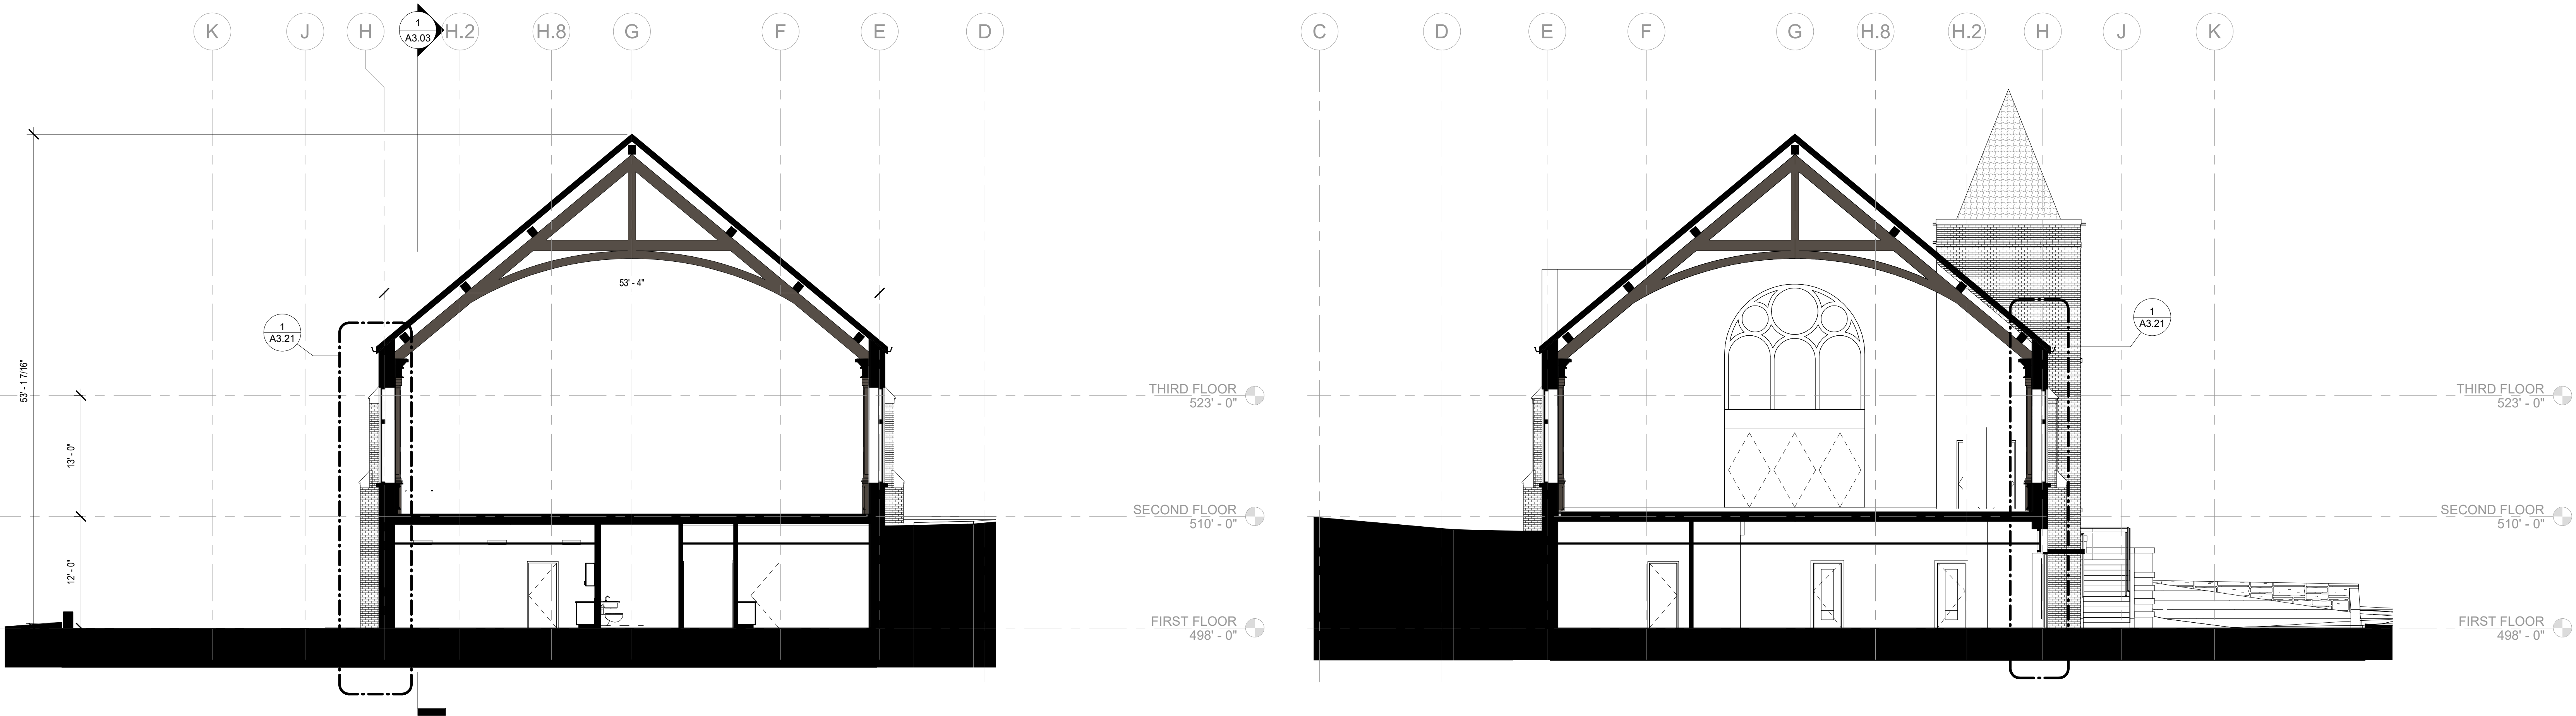 K
J
H
1
A3.03
H.2
H.8
G
F
E
D
C
D
E
F
G
H.8
H.2
H
J
K
53' - 4"
1
A3.21
1
A3.21
53' - 1 7/16"
13' - 0"
12' - 0"
THIRD FLOOR
523' - 0"
SECOND FLOOR
510' - 0"
FIRST FLOOR
498' - 0"
THIRD FLOOR
523' - 0"
SECOND FLOOR
510' - 0"
FIRST FLOOR
498' - 0"